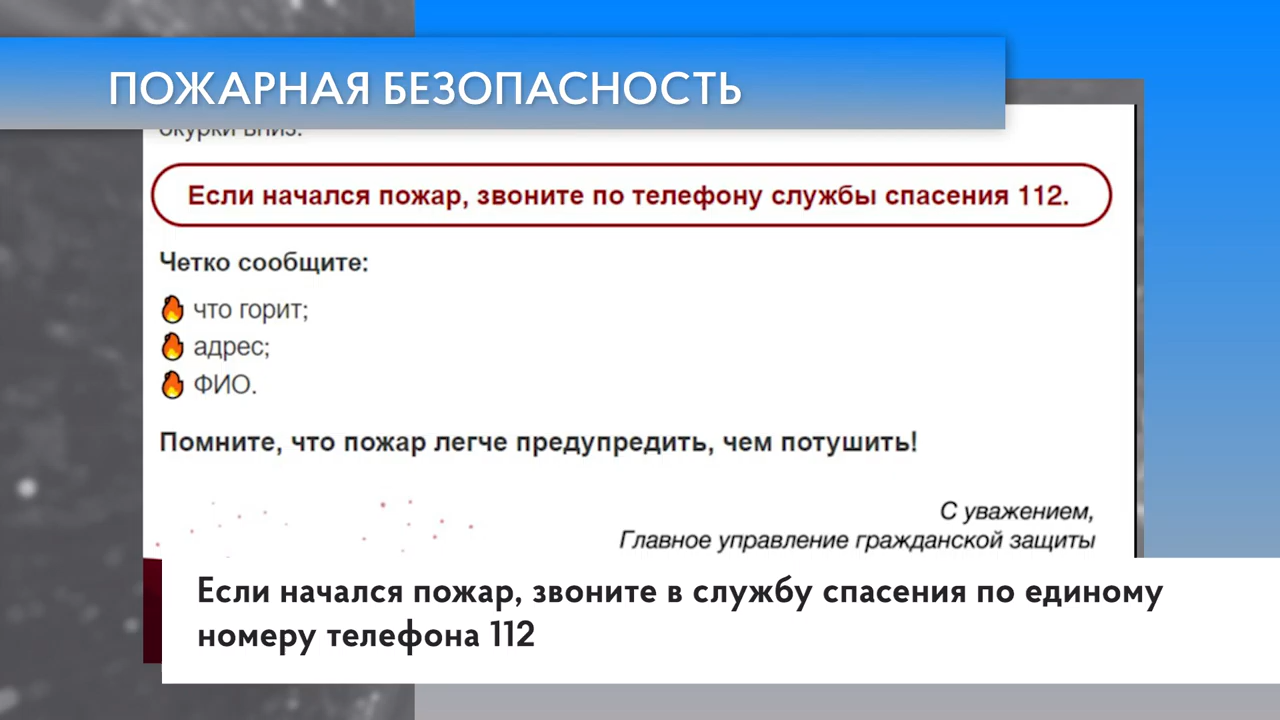 ПОЖАРНАЯ БЕЗОПАСНОСТЬ
окурки вниз.
Если начался пожар, звоните по телефону службы спасения 112.
Четко сообщите:
что горит;
адрес;
ФИО.
Помните, что пожар легче предупредить, чем потушить!
С уважением,
Главное управление гражданской защиты
Если начался пожар, звоните в службу спасения по единому
номеру телефона 112